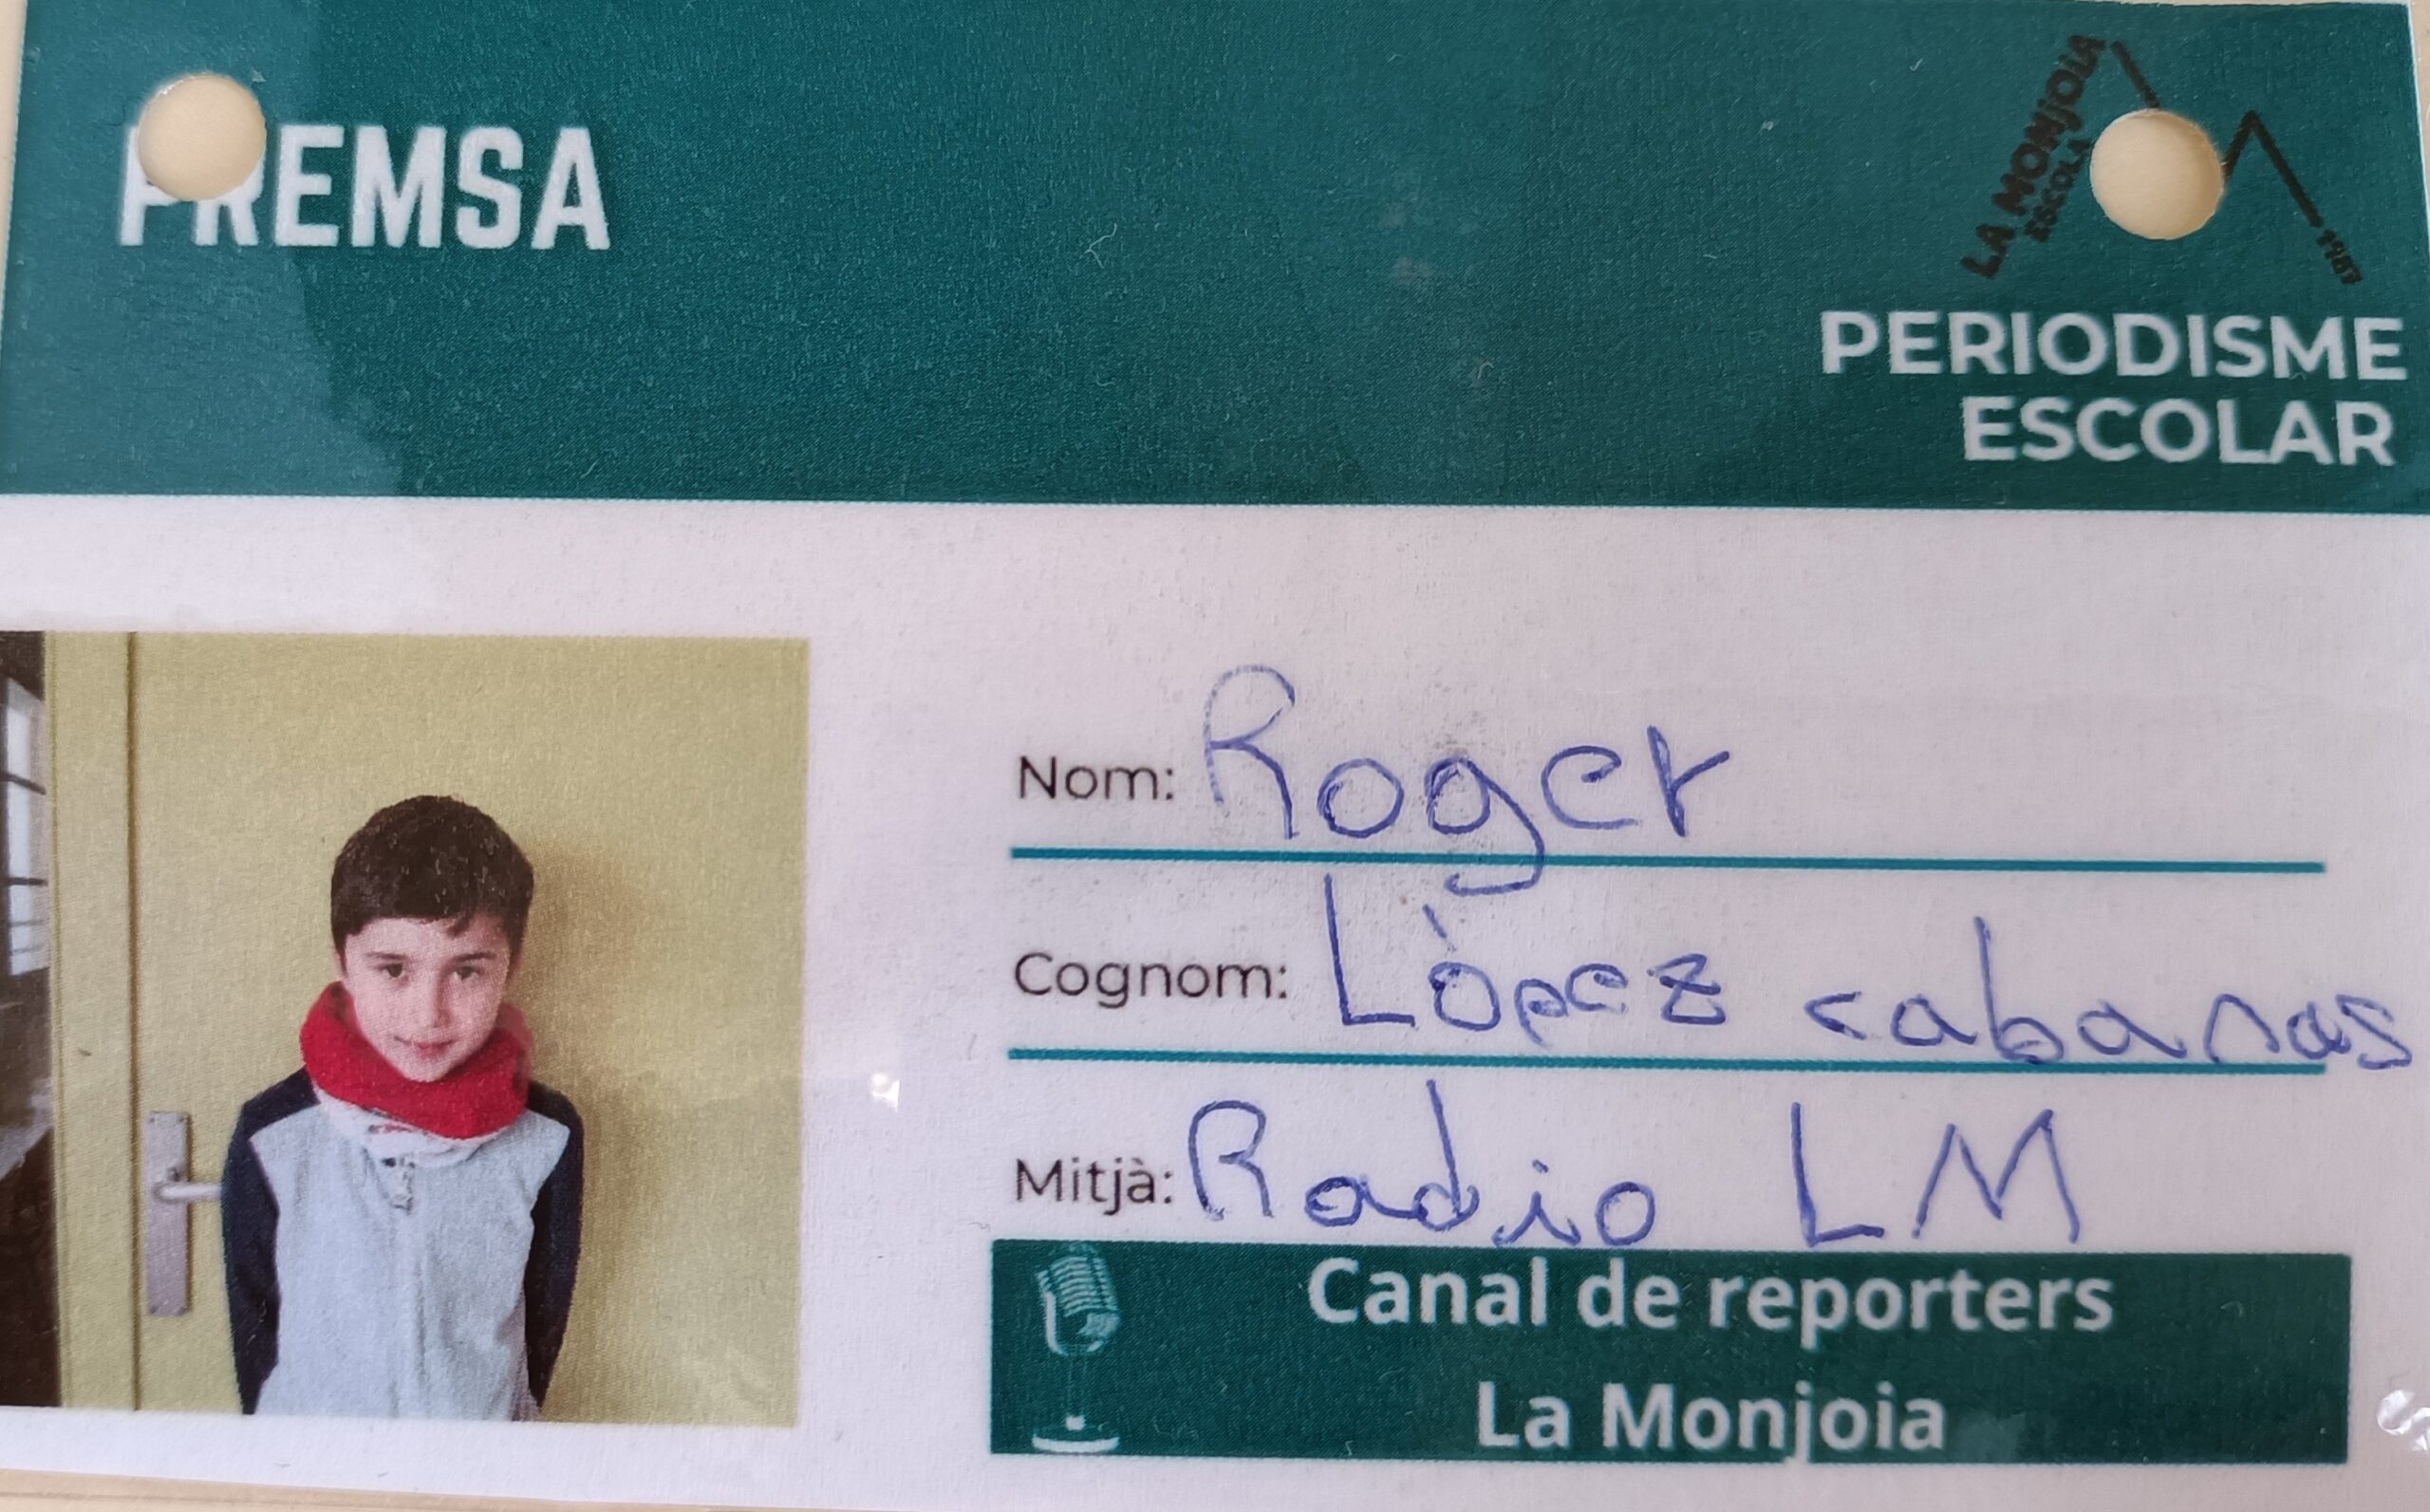 PREMSA
LA MONJOIA
ESCOLA
1987
PERIODISME
ESCOLAR
Nom: Roger
Cognom: Lòpez cabanas
Mitjà: Radio LM
Canal de reporters
La Monjoia